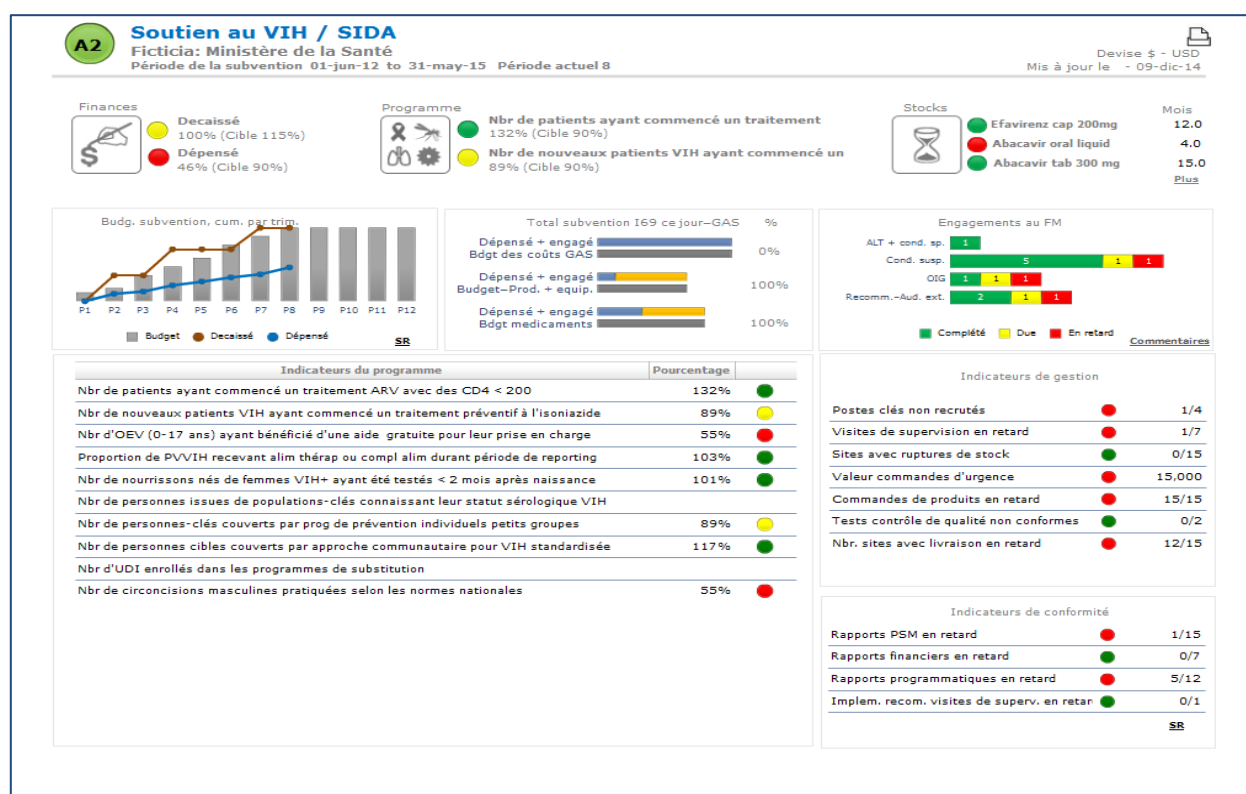 A2
Soutien au VIH / SIDA
Ficticia: Ministère de la Santé
Période de la subvention 01-jun-12 to 31-may-15 Période actuel 8
Devise $ - USD
Mis à jour le - 09-dic-14
Finances
Decaissé
100% (Cible 115%)
Dépensé
46% (Cible 90%)
Programme
Nbr de patients ayant commencé un traitement
132% (Cible 90%)
Nbr de nouveaux patients VIH ayant commencé un
89% (Cible 90%)
Stocks
Mois
Efavirenz cap 200mg 12.0
Abacavir oral liquid 4.0
Abacavir tab 300 mg 15.0
Plus
Budg. subvention, cum. par trim.
P1 P2 P3 P4 P5 P6 P7 P8 P9 P10 P11 P12
Budget Decaissé Dépensé
SR
Total subvention I69 ce jour—GAS %
Dépensé + engagé
Bdgt des coûts GAS 0%
Dépensé + engagé
Budget—Prod. + equip. 100%
Dépensé + engagé
Bdgt medicaments 100%
Engagements au FM
ALT + cond. sp. 1
Cond. susp. 5 1 1
OIG 1 1 1
Recomm.—Aud. ext. 2 1 1
Complété Due En retard
Commentaires
Indicateurs du programme Pourcentage
Nbr de patients ayant commencé un traitement ARV avec des CD4 < 200 132%
Nbr de nouveaux patients VIH ayant commencé un traitement préventif à l'isoniazide 89%
Nbr d'OEV (0-17 ans) ayant bénéficié d'une aide gratuite pour leur prise en charge 55%
Proportion de PVVIH recevant alim thérap ou compl alim durant période de reporting 103%
Nbr de nourrissons nés de femmes VIH+ ayant été testés < 2 mois après naissance 101%
Nbr de personnes issues de populations-clés connaissant leur statut sérologique VIH
Nbr de personnes-clés couverts par prog de prévention individuels petits groupes 89%
Nbr de personnes cibles couverts par approche communautaire pour VIH standardisée 117%
Nbr d'UDI enrollés dans les programmes de substitution
Nbr de circoncisions masculines pratiquées selon les normes nationales 55%
Indicateurs de gestion
Postes clés non recrutés 1/4
Visites de supervision en retard 1/7
Sites avec ruptures de stock 0/15
Valeur commandes d'urgence 15,000
Commandes de produits en retard 15/15
Tests contrôle de qualité non conformes 0/2
Nbr. sites avec livraison en retard 12/15
Indicateurs de conformité
Rapports PSM en retard 1/15
Rapports financiers en retard 0/7
Rapports programmatiques en retard 5/12
Implem. recom. visites de superv. en retar 0/1
SR